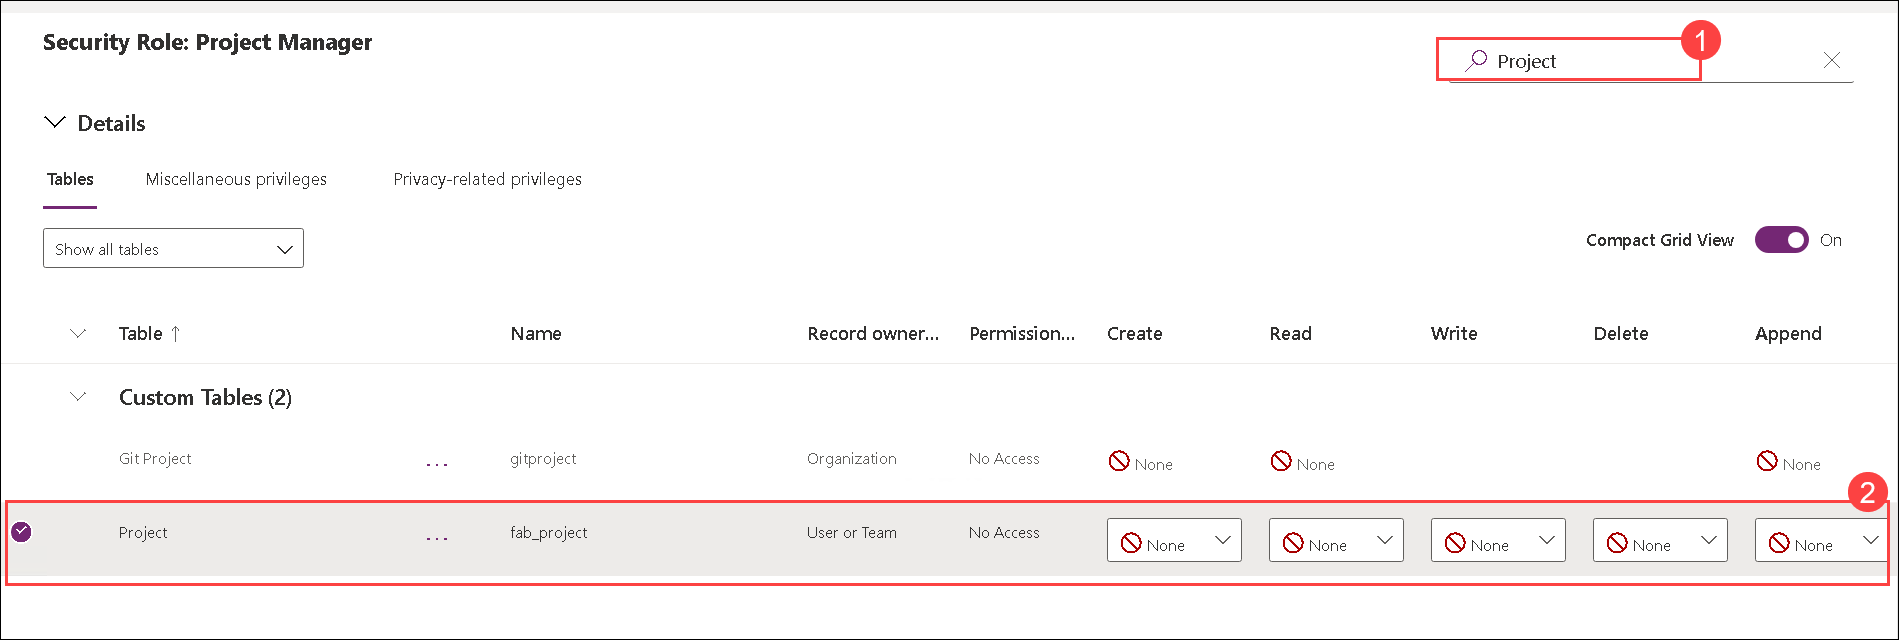 Security Role: Project Manager
Project
1
Details
Tables Miscellaneous privileges Privacy-related privileges
Show all tables
Compact Grid View On
Table ↑ Name Record owner... Permission... Create Read Write Delete Append
Custom Tables (2)
Git Project ... gitproject Organization No Access None None None
2
Project ... fab_project User or Team No Access None None None None None